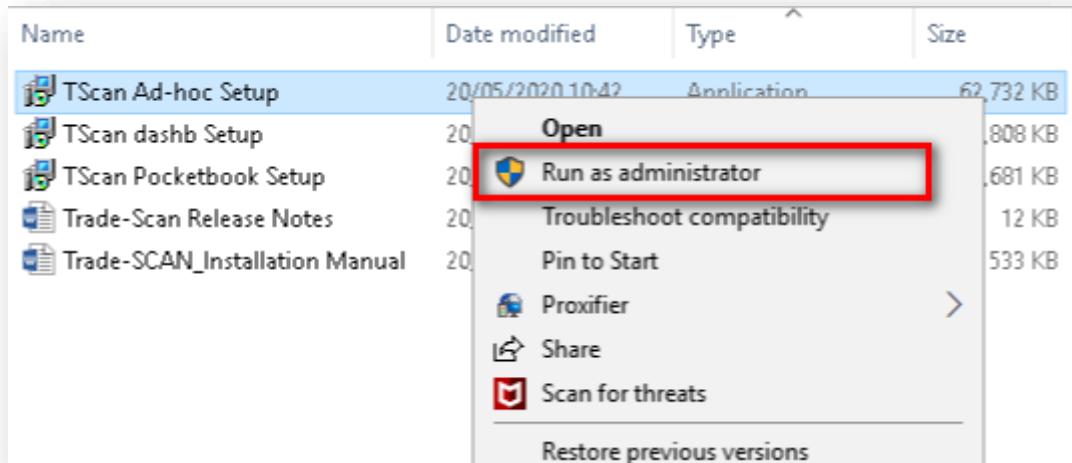 Name Date modified Type Size
TScan Ad-hoc Setup 20/05/2020 10:42 Application 62,732 KB
TScan dashb Setup 20 ,808 KB
TScan Pocketbook Setup 20 ,681 KB
Trade-Scan Release Notes 20 12 KB
Trade-SCAN_Installation Manual 20 533 KB
Open
Run as administrator
Troubleshoot compatibility
Pin to Start
Proxifier
Share
Scan for threats
Restore previous versions